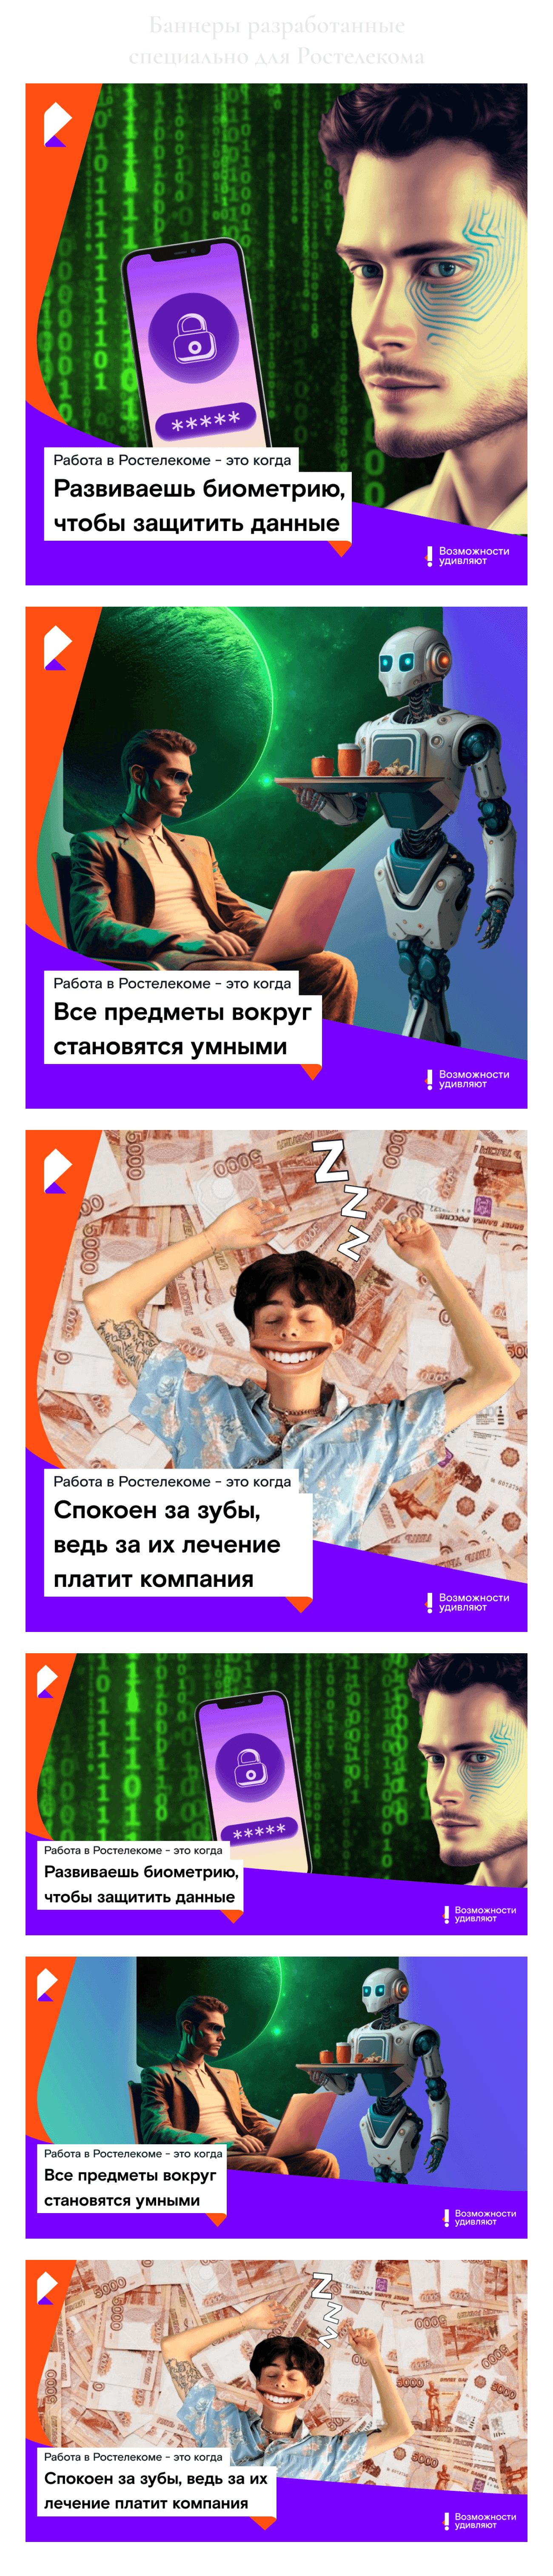 Баннеры разработанные
специально для Ростелекома
Работа в Ростелекоме - это когда
Развиваешь биометрию,
чтобы защитить данные
Возможности
удивляют
Работа в Ростелекоме - это когда
Все предметы вокруг
становятся умными
Возможности
удивляют
Z
Z
Z
Работа в Ростелекоме - это когда
Спокоен за зубы,
ведь за их лечение
платит компания
Возможности
удивляют
Работа в Ростелекоме - это когда
Развиваешь биометрию,
чтобы защитить данные
Возможности
удивляют
Работа в Ростелекоме - это когда
Все предметы вокруг
становятся умными
Возможности
удивляют
Z
Z
Z
Работа в Ростелекоме - это когда
Спокоен за зубы, ведь за их
лечение платит компания
Возможности
удивляют